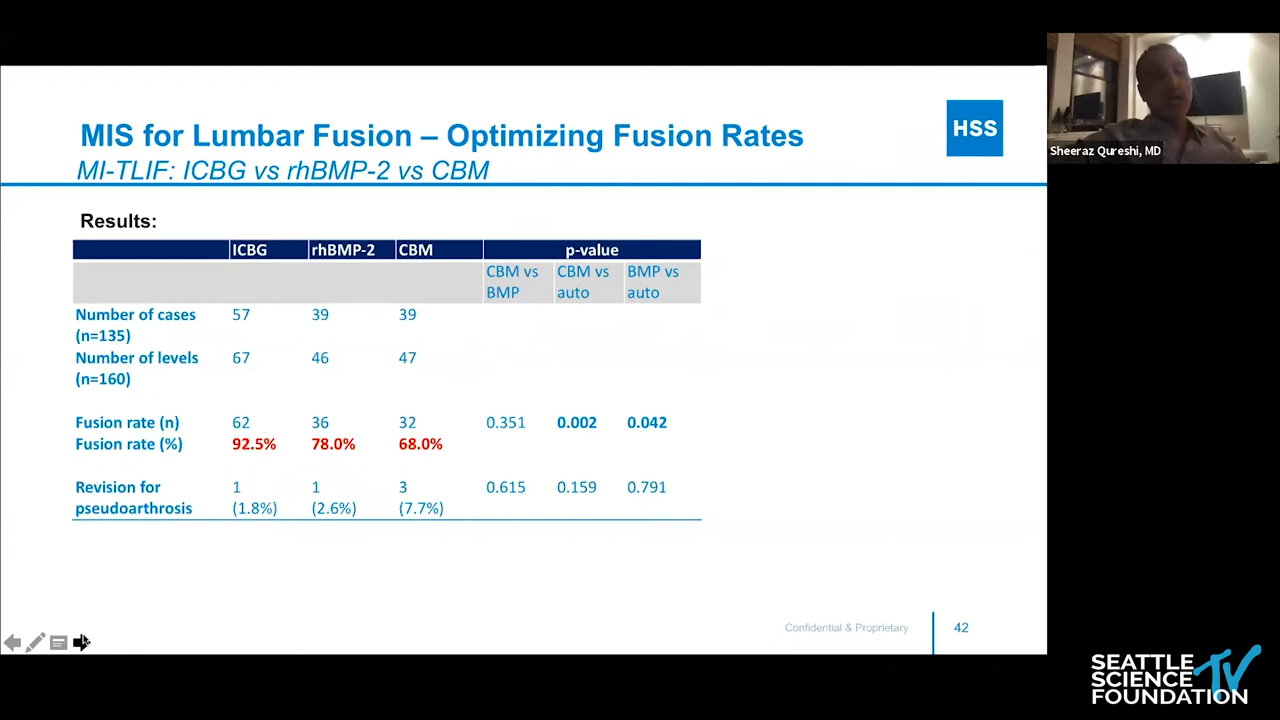 MIS for Lumbar Fusion – Optimizing Fusion Rates
MI-TLIF: ICBG vs rhBMP-2 vs CBM
HSS
Sheeraz Qureshi, MD
Results:
ICBG rhBMP-2 CBM p-value
CBM vs BMP CBM vs auto BMP vs auto
Number of cases (n=135) 57 39 39
Number of levels (n=160) 67 46 47
Fusion rate (n) 62 36 32 0.351 0.002 0.042
Fusion rate (%) 92.5% 78.0% 68.0%
Revision for 1 1 3 0.615 0.159 0.791
pseudoarthrosis (1.8%) (2.6%) (7.7%)
Confidential & Proprietary 42
SEATTLE
SCIENCE TV
FOUNDATION